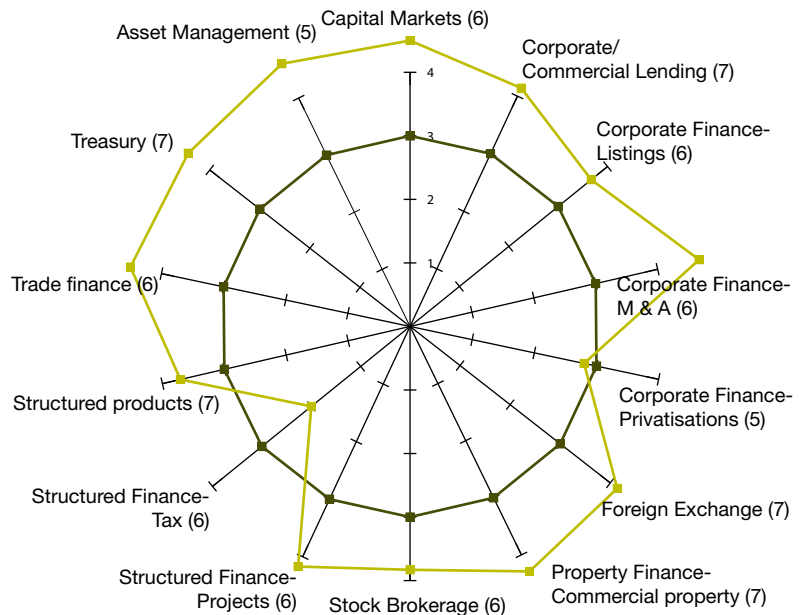 Capital Markets (6)
Asset Management (5)
Corporate/
Commercial Lending (7)
4
Treasury (7)
3
Corporate Finance-
Listings (6)
2
1
Trade finance (6)
Corporate Finance-
M & A (6)
Structured products (7)
Corporate Finance-
Privatisations (5)
Structured Finance-
Tax (6)
Foreign Exchange (7)
Structured Finance-
Projects (6)
Stock Brokerage (6)
Property Finance-
Commercial property (7)